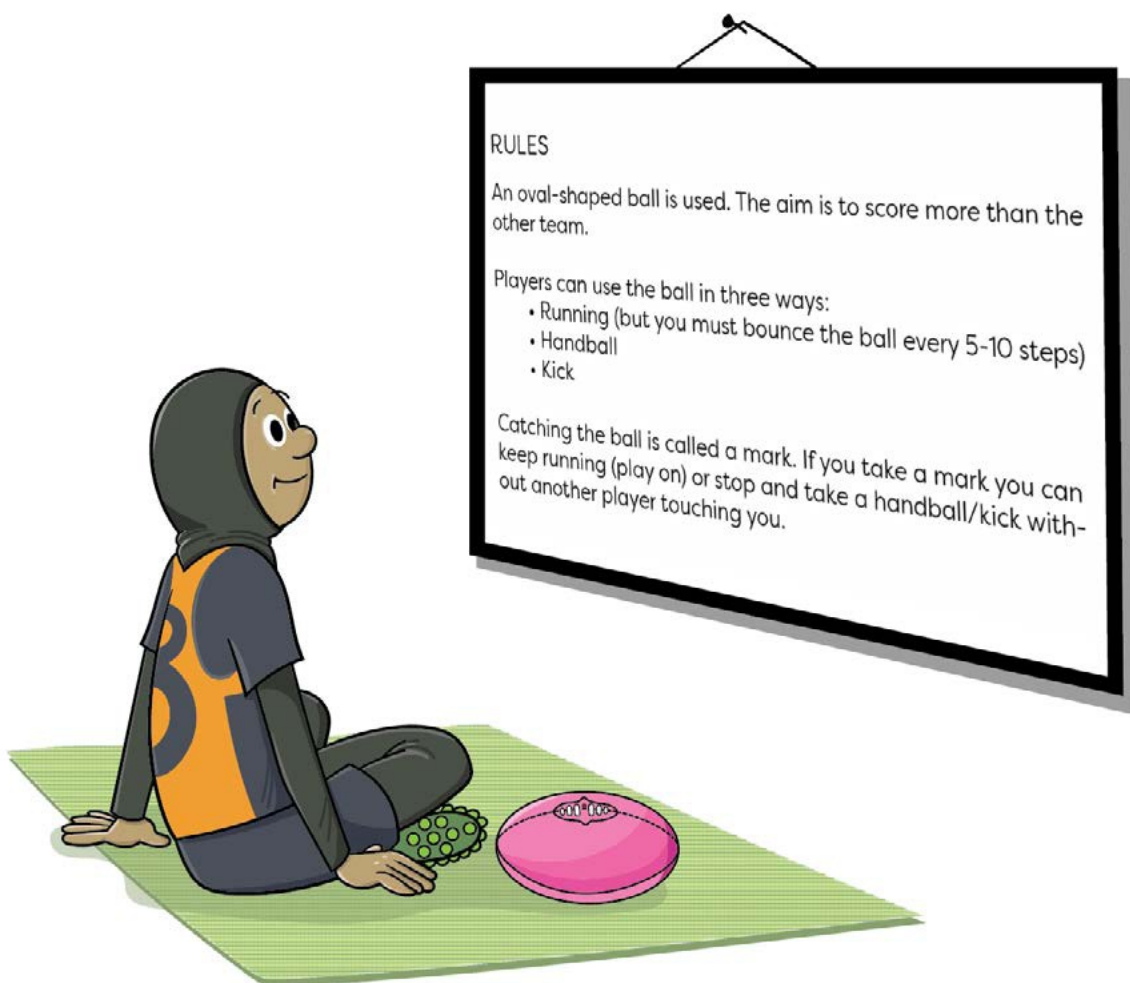 RULES
An oval-shaped ball is used. The aim is to score more than the
other team.
Players can use the ball in three ways:
• Running (but you must bounce the ball every 5-10 steps)
• Handball
• Kick
Catching the ball is called a mark. If you take a mark you can
keep running (play on) or stop and take a handball/kick with-
out another player touching you.